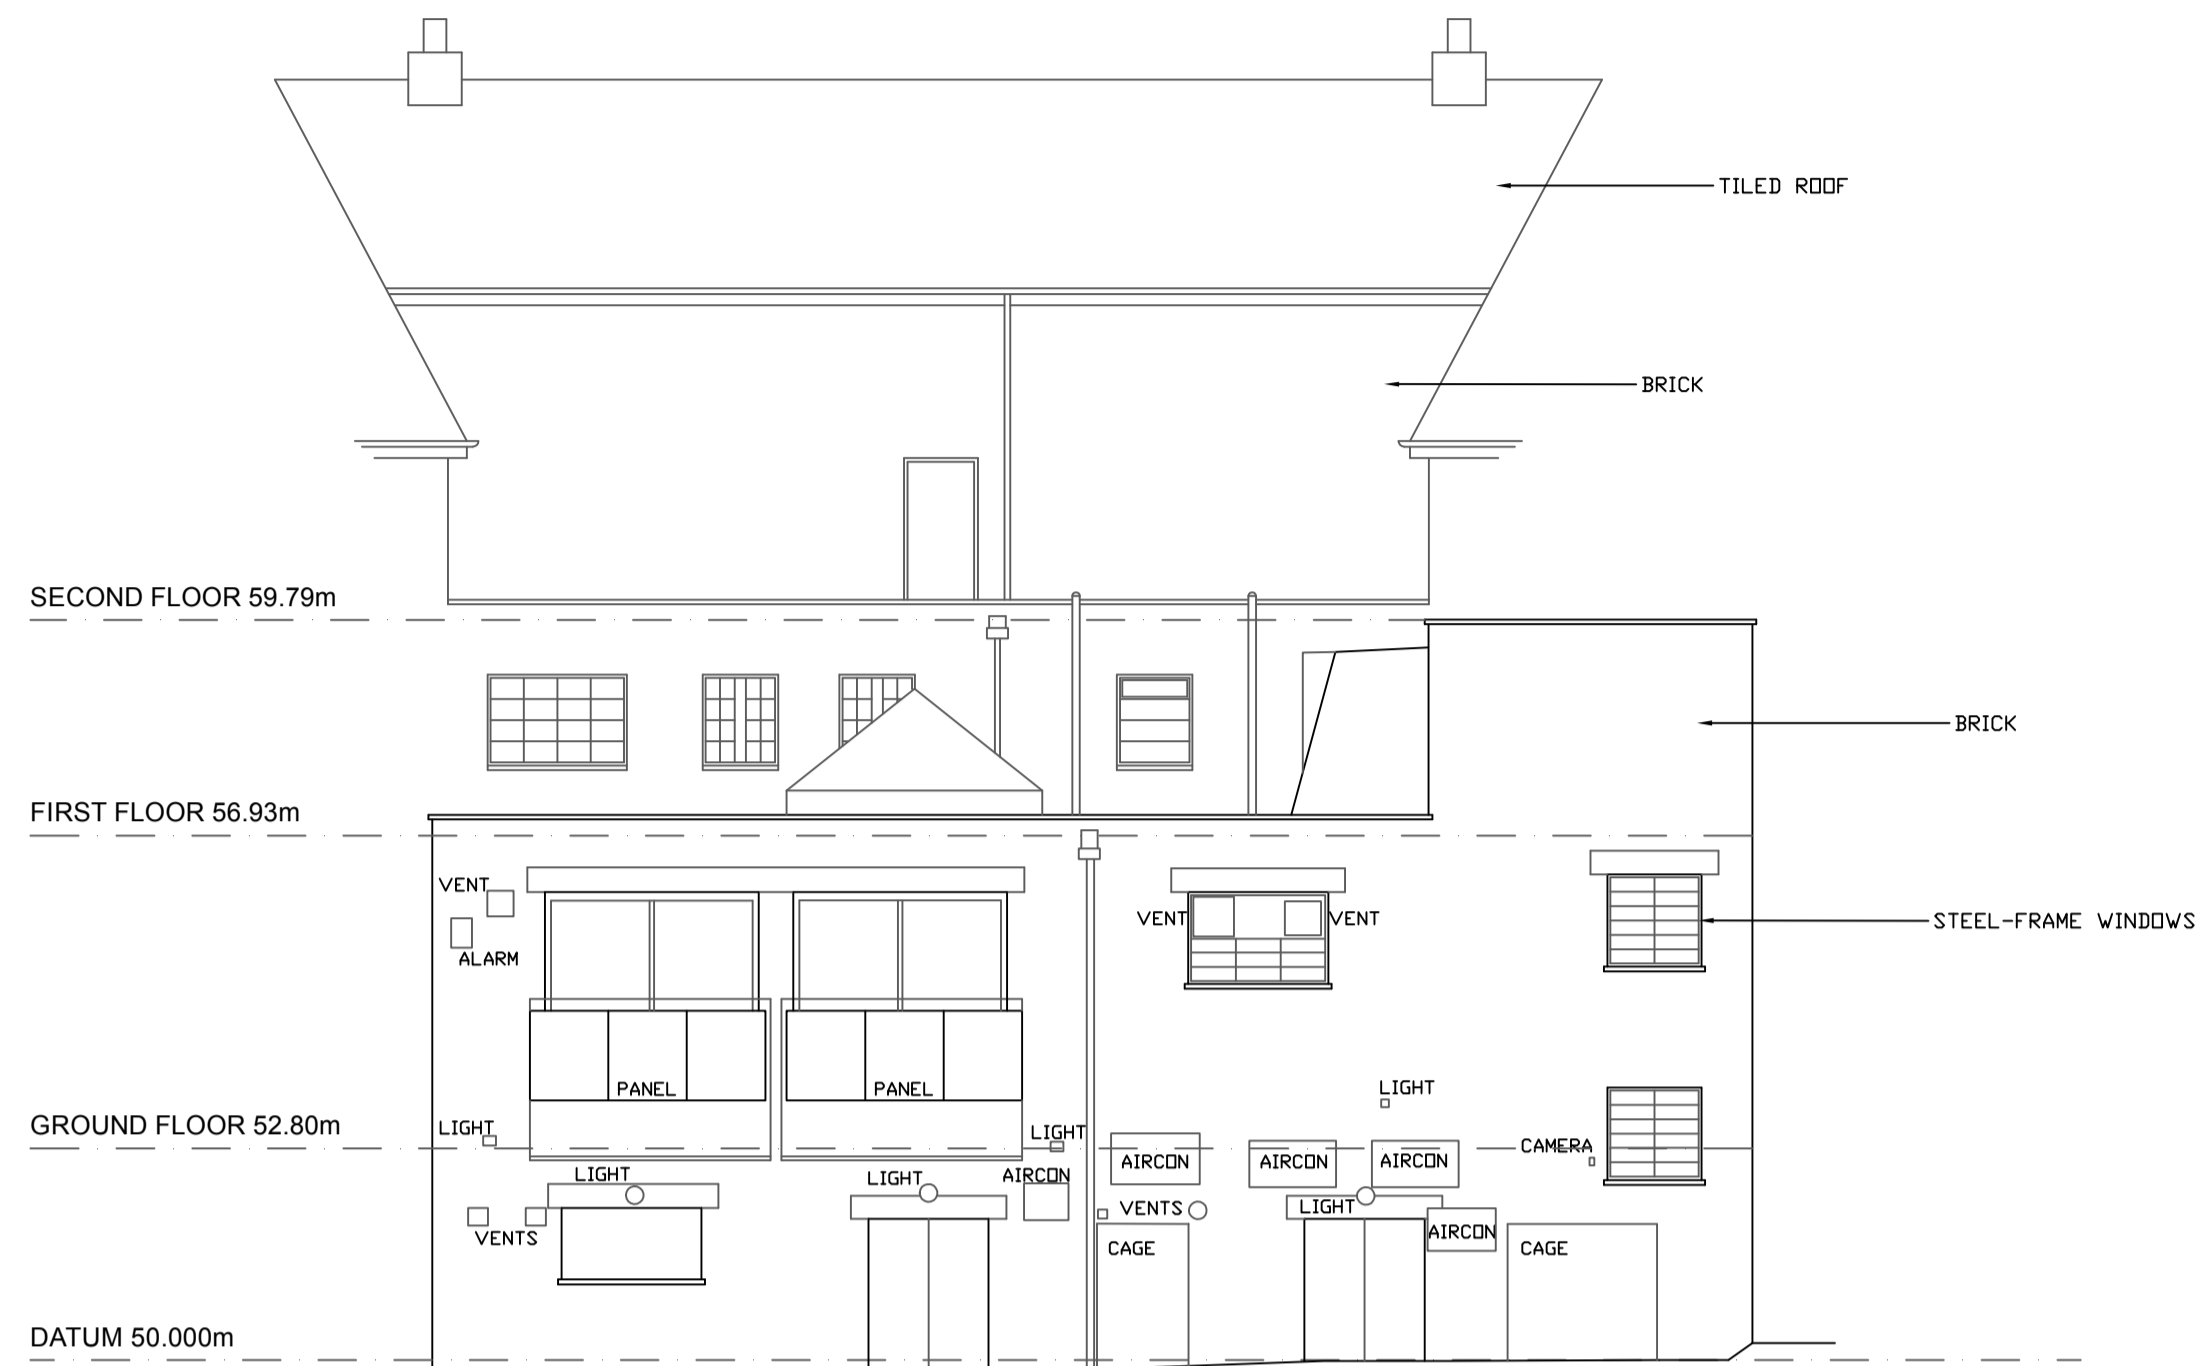 TILED ROOF
BRICK
SECOND FLOOR 59.79m
BRICK
FIRST FLOOR 56.93m
VENT
VENT
VENT
STEEL-FRAME WINDOWS
ALARM
PANEL
PANEL
LIGHT
GROUND FLOOR 52.80m
LIGHT
LIGHT
CAMERA
AIRCON
AIRCON
AIRCON
LIGHT
LIGHT
AIRCON
VENTS
LIGHT
VENTS
AIRCON
CAGE
CAGE
DATUM 50.000m